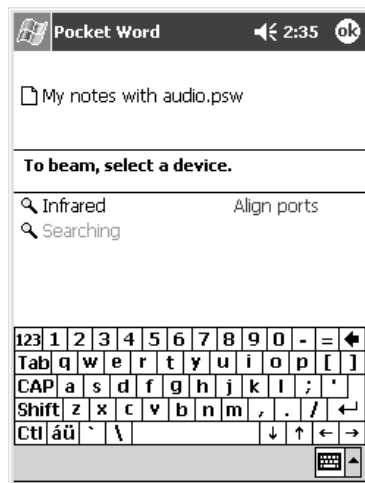 Pocket Word 2:35 ok
My notes with audio.psw
To beam, select a device.
Infrared Align ports
Searching
123 1 2 3 4 5 6 7 8 9 0 - = 
Tab q w e r t y u i o p [ ]
CAP a s d f g h j k l ; '
Shift z x c v b n m , . / ↵
Ctl áü ` \ ↓ ↑ ← →